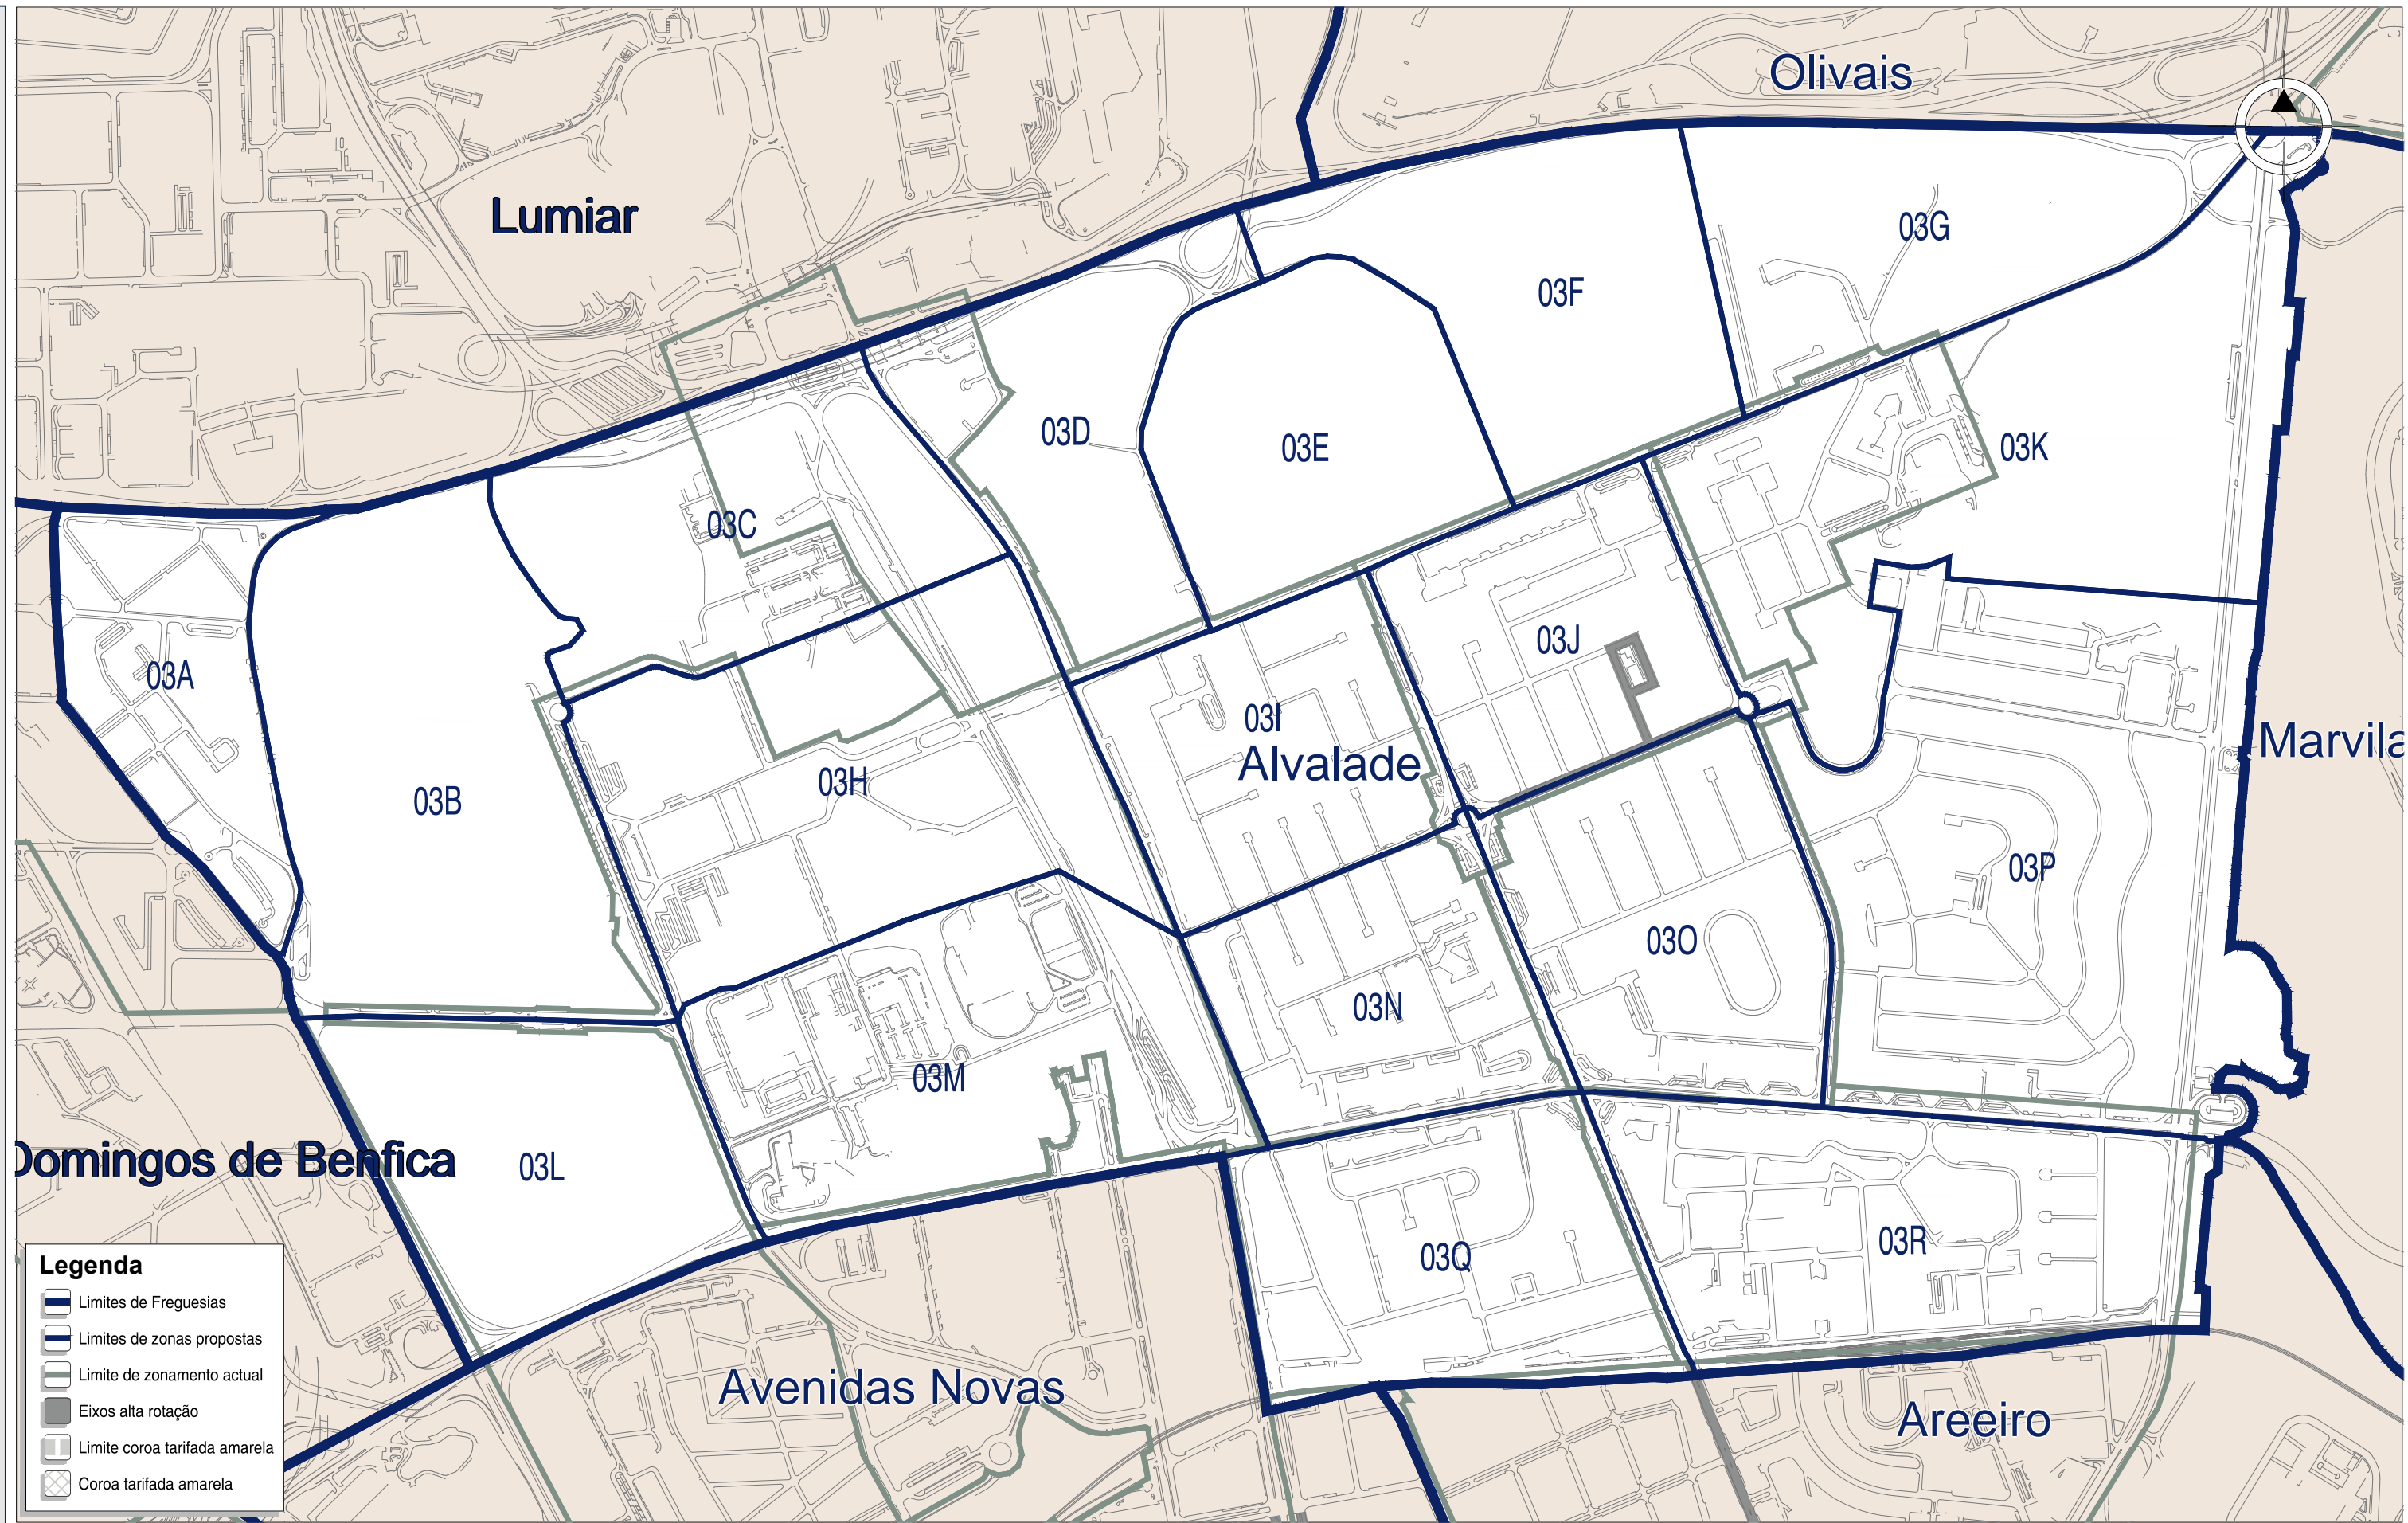 Olivais
Lumiar
03G
03F
03D
03E
03K
03C
03J
03A
03I
Alvalade
Marvila
03H
03B
03P
03O
03N
03M
Domingos de Benfica
03L
03R
03Q
Avenidas Novas
Areeiro
Legenda
Limites de Freguesias
Limites de zonas propostas
Limite de zonamento actual
Eixos alta rotação
Limite coroa tarifada amarela
Coroa tarifada amarela